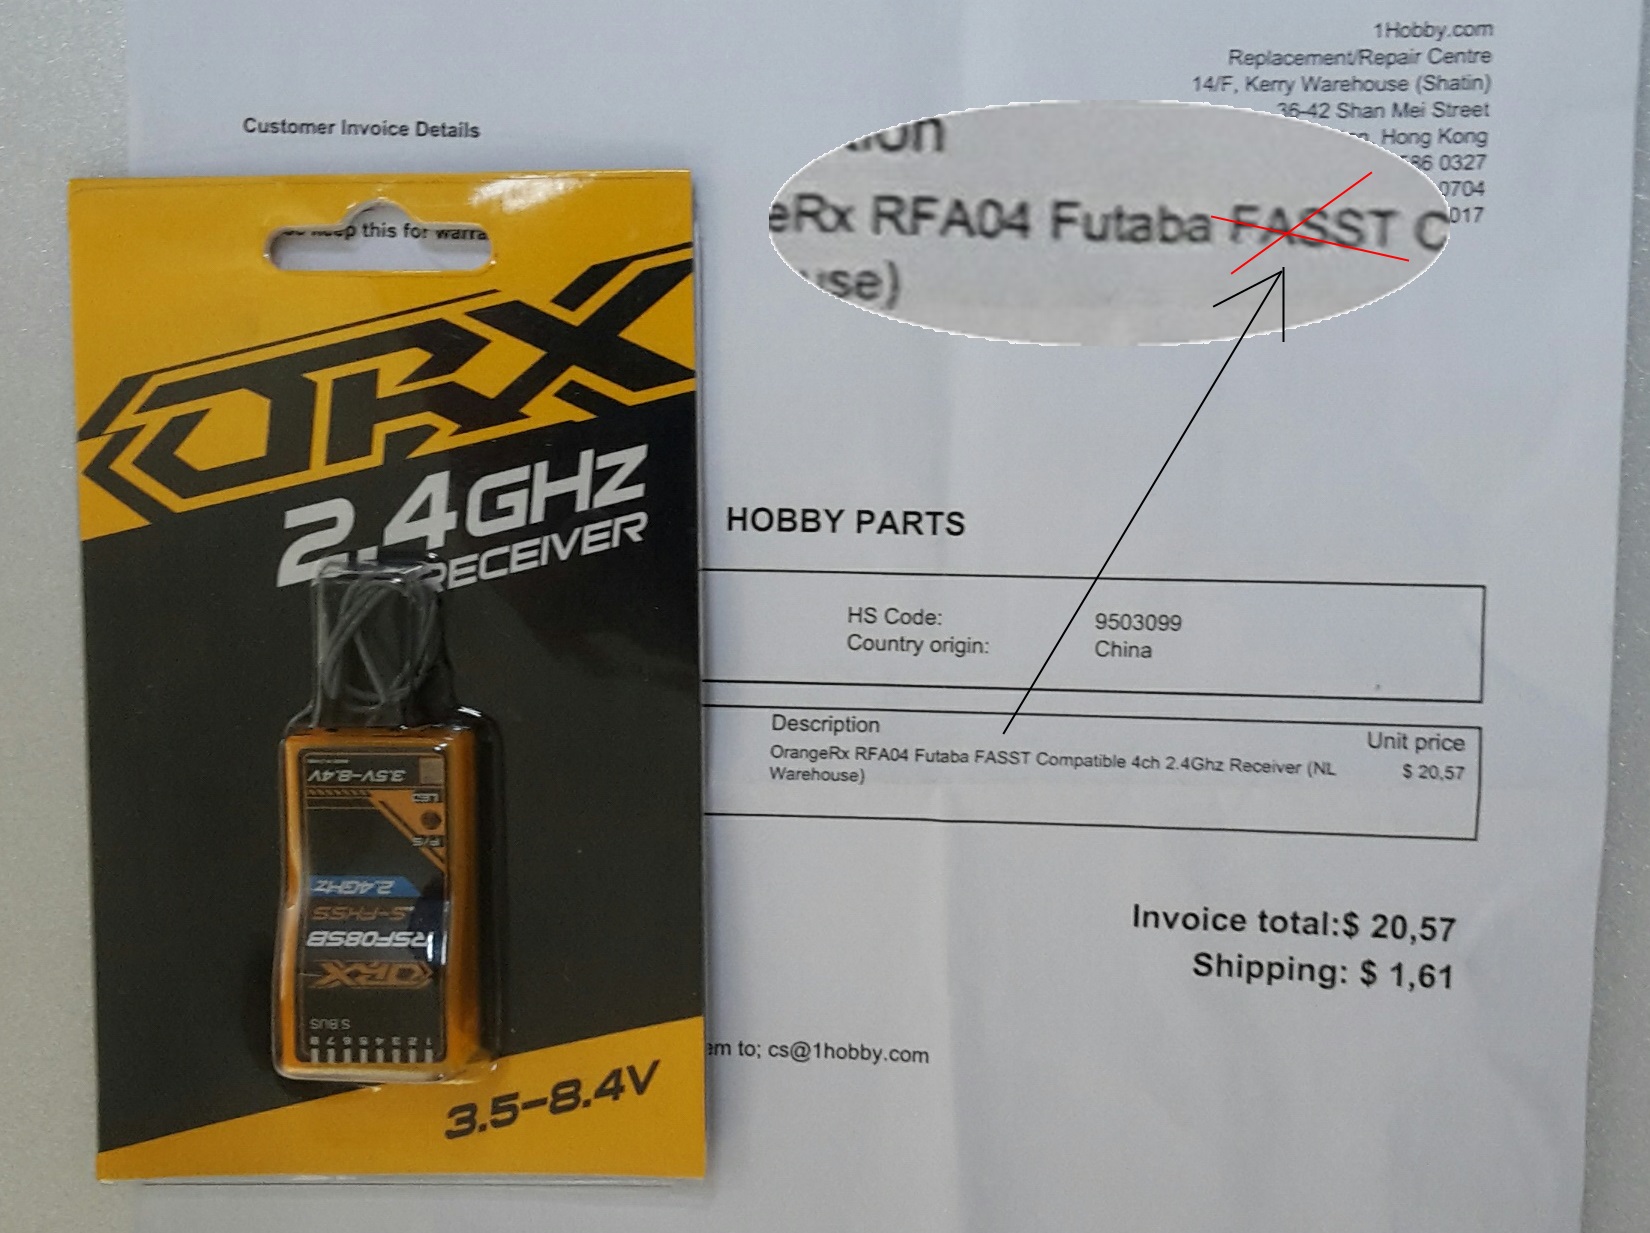 1Hobby.com
Replacement/Repair Centre
14/F, Kerry Warehouse (Shatin)
36-42 Shan Mei Street
Hong Kong
0327
0704
017
Customer Invoice Details
keep this for warra
eRx RFA04 Futaba FASST C
use)
ORX
2.4GHZ
RECEIVER
HOBBY PARTS
HS Code: 9503099
Country origin: China
Description Unit price
OrangeRx RFA04 Futaba FASST Compatible 4ch 2.4Ghz Receiver (NL $ 20,57
Warehouse)
Invoice total:$ 20,57
Shipping: $ 1,61
em to; cs@1hobby.com
3.5V-8.4V
LED
P/S
2.4GHz
S-FHSS
RSF08SB
ORX
S.BUS
8 7 6 5 4 3 2 1
3.5-8.4V